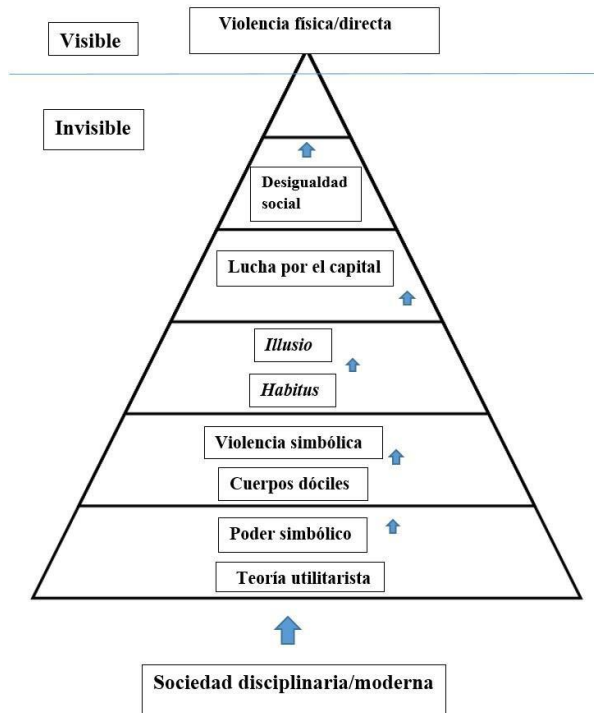 Violencia física/directa
Visible
Invisible
Desigualdad
social
Lucha por el capital
Illusio
Habitus
Violencia simbólica
Cuerpos dóciles
Poder simbólico
Teoría utilitarista
Sociedad disciplinaria/moderna